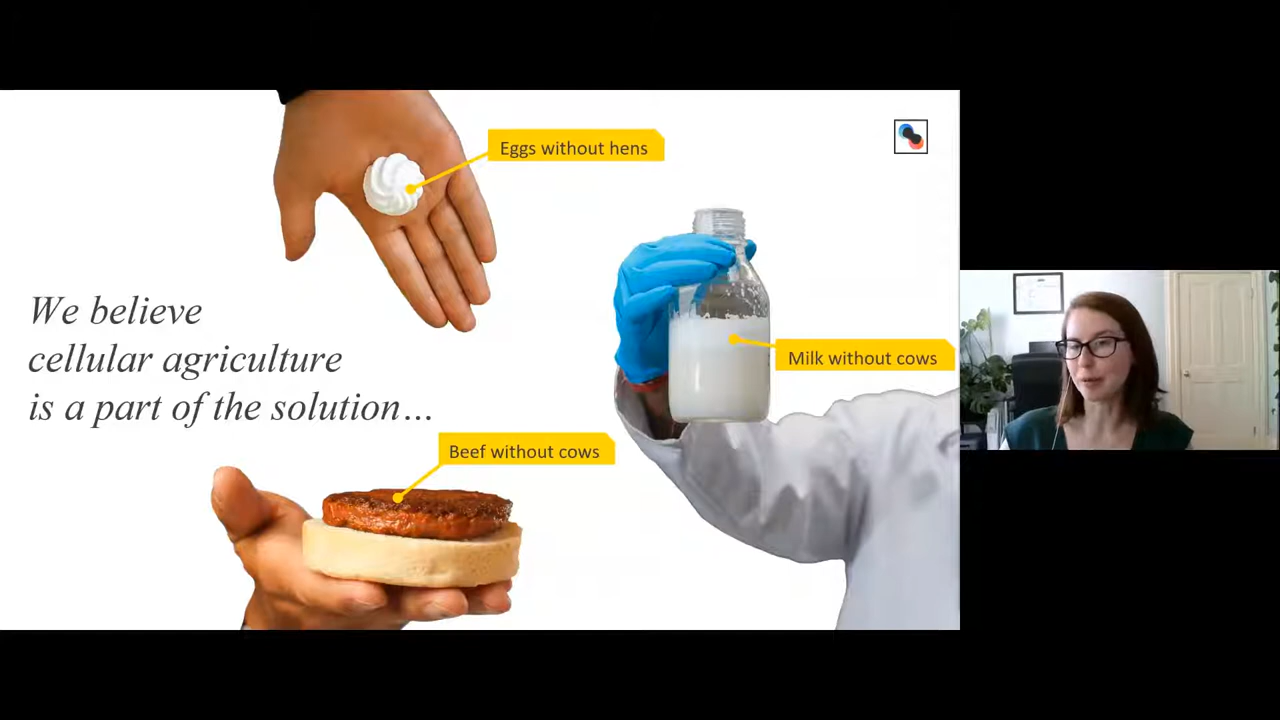 Eggs without hens
We believe
cellular agriculture
is a part of the solution…
Milk without cows
Beef without cows